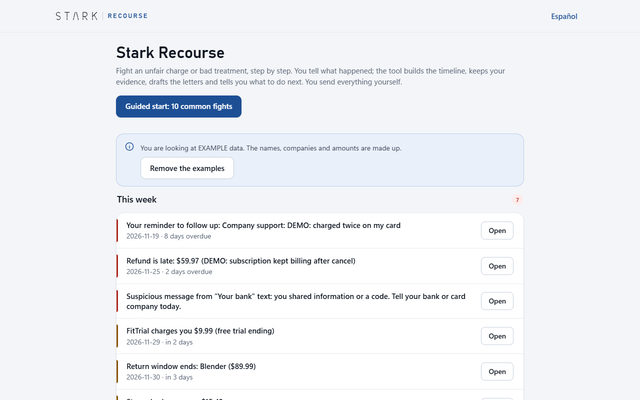 STARK RECOURSE
Español
Stark Recourse
Fight an unfair charge or bad treatment, step by step. You tell what happened; the tool builds the timeline, keeps your
evidence, drafts the letters and tells you what to do next. You send everything yourself.
Guided start: 10 common fights
You are looking at EXAMPLE data. The names, companies and amounts are made up.
Remove the examples
This week
7
Your reminder to follow up: Company support: DEMO: charged twice on my card
2026-11-19 · 8 days overdue
Open
Refund is late: $59.97 (DEMO: subscription kept billing after cancel)
2026-11-25 · 2 days overdue
Open
Suspicious message from "Your bank" text: you shared information or a code. Tell your bank or card
company today.
Open
FitTrial charges you $9.99 (free trial ending)
2026-11-29 · in 2 days
Open
Return window ends: Blender ($89.99)
2026-11-30 · in 3 days
Open